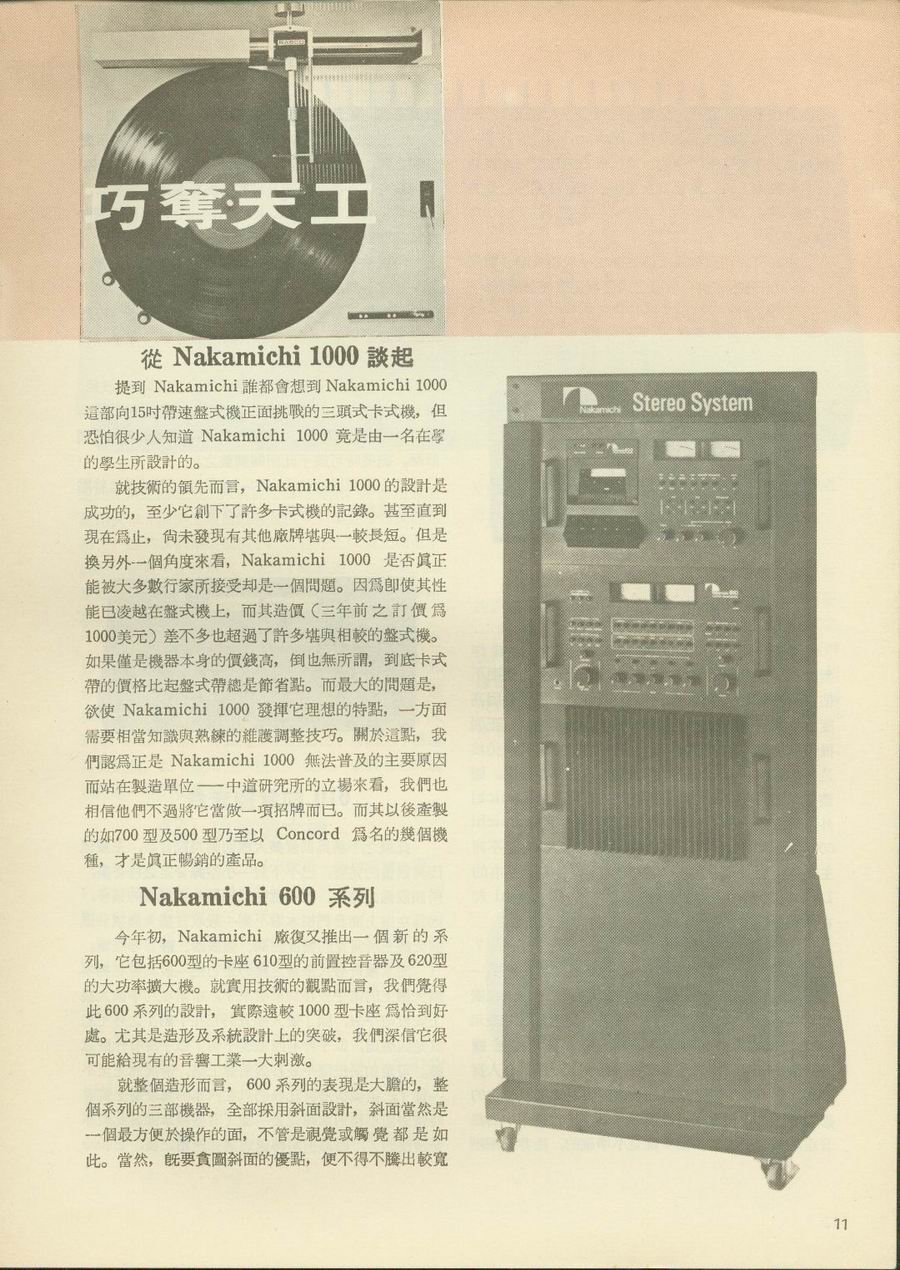 巧奪天工
從 Nakamichi 1000 談起
提到 Nakamichi 誰都會想到 Nakamichi 1000
這部向15吋帶速盤式機正面挑戰的三頭式卡式機，但
恐怕很少人知道 Nakamichi 1000 竟是由一名在學
的學生所設計的。
就技術的領先而言，Nakamichi 1000 的設計是
成功的，至少它創下了許多卡式機的記錄。甚至直到
現在爲止，尙未發現有其他廠牌堪與一較長短。但是
換另外一個角度來看，Nakamichi 1000 是否眞正
能被大多數行家所接受却是一個問題。因爲卽使其性
能已凌越在盤式機上，而其造價（三年前之訂價爲
1000美元）差不多也超過了許多堪與相較的盤式機。
如果僅是機器本身的價錢高，倒也無所謂，到底卡式
帶的價格比起盤式帶總是節省點。而最大的問題是，
欲使 Nakamichi 1000 發揮它理想的特點，一方面
需要相當知識與熟練的維護調整技巧。關於這點，我
們認爲正是 Nakamichi 1000 無法普及的主要原因
而站在製造單位——中道研究所的立場來看，我們也
相信他們不過將它當做一項招牌而已。而其以後產製
的如700 型及500 型乃至以 Concord 爲名的幾個機
種，才是眞正暢銷的產品。
Nakamichi 600 系列
今年初，Nakamichi 廠復又推出一個新的系
列，它包括600型的卡座 610型的前置控音器及 620型
的大功率擴大機。就實用技術的觀點而言，我們覺得
此 600 系列的設計，實際遠較 1000 型卡座爲恰到好
處。尤其是造形及系統設計上的突破，我們深信它很
可能給現有的音響工業一大刺激。
就整個造形而言，600 系列的表現是大膽的，整
個系列的三部機器，全部採用斜面設計，斜面當然是
一個最方便於操作的面，不管是視覺或觸覺都是如
此。當然，旣要貪圖斜面的優點，便不得不騰出較寬
Nakamichi Stereo System
11